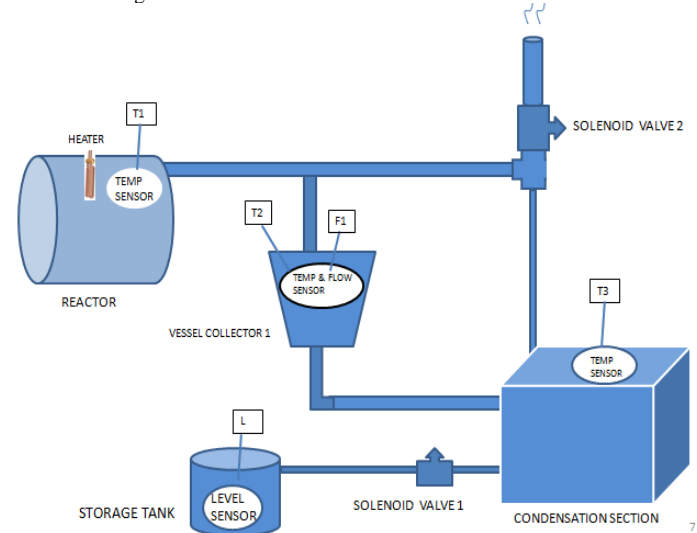 T1
HEATER
SOLENOID VALVE 2
TEMP
SENSOR
T2
F1
TEMP & FLOW
SENSOR
REACTOR
T3
VESSEL COLLECTOR 1
TEMP
SENSOR
L
LEVEL
SENSOR
SOLENOID VALVE 1
STORAGE TANK
CONDENSATION SECTION
7